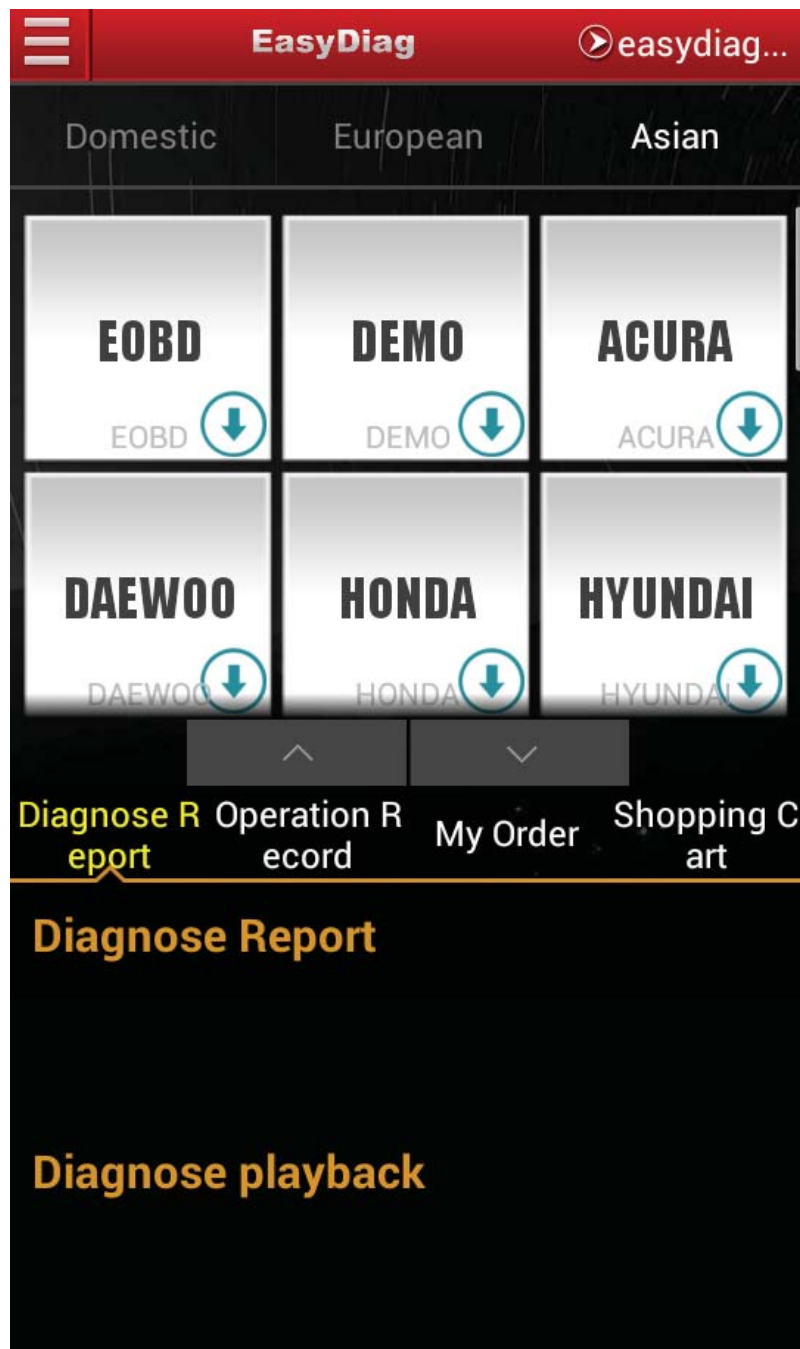 EasyDiag
easydiag...
Domestic
European
Asian
EOBD
DEMO
ACURA
EOBD
DEMO
ACURA
DAEWOO
HONDA
HYUNDAI
DAEWOO
HONDA
HYUNDAI
Diagnose R
eport
Operation R
ecord
My Order
Shopping C
art
Diagnose Report
Diagnose playback